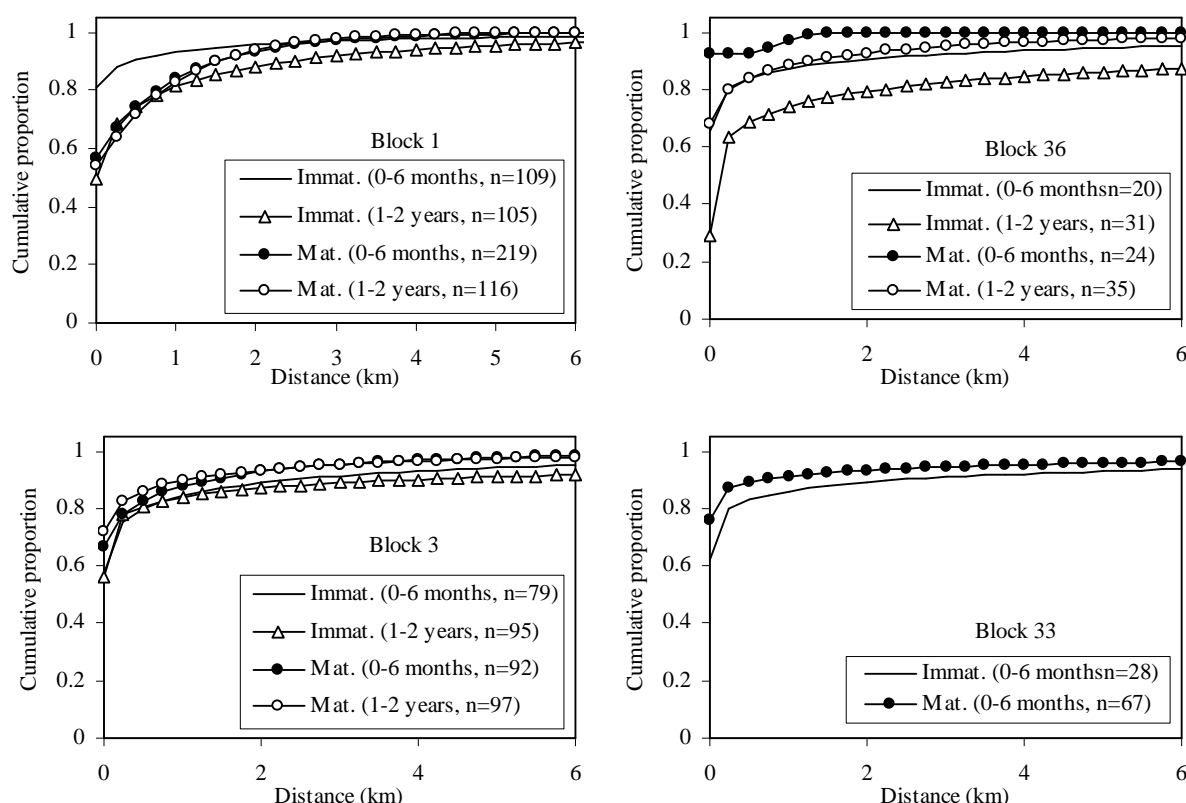 1
0.8
0.6
0.4
0.2
0
Cumulative proportion
Block 1
Immat. (0-6 months, n=109)
Immat. (1-2 years, n=105)
Mat. (0-6 months, n=219)
Mat. (1-2 years, n=116)
0 1 2 3 4 5 6
Distance (km)
1
0.8
0.6
0.4
0.2
0
Cumulative proportion
Block 36
Immat. (0-6 monthsn=20)
Immat. (1-2 years, n=31)
Mat. (0-6 months, n=24)
Mat. (1-2 years, n=35)
0 2 4 6
Distance (km)
1
0.8
0.6
0.4
0.2
0
Cumulative proportion
Block 3
Immat. (0-6 months, n=79)
Immat. (1-2 years, n=95)
Mat. (0-6 months, n=92)
Mat. (1-2 years, n=97)
0 2 4 6
Distance (km)
1
0.8
0.6
0.4
0.2
0
Cumulative proportion
Block 33
Immat. (0-6 monthsn=28)
Mat. (0-6 months, n=67)
0 2 4 6
Distance (km)